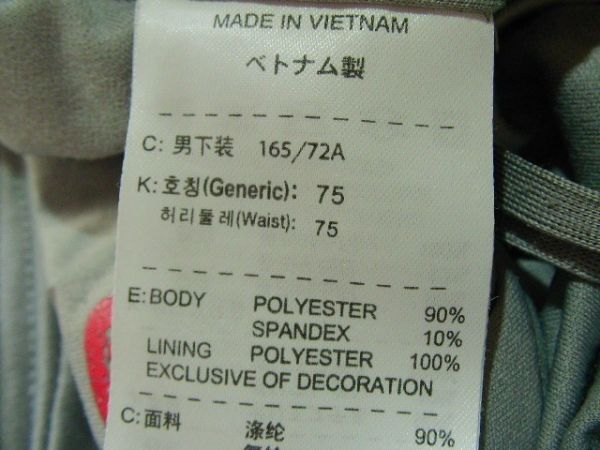 MADE IN VIETNAM
ベトナム製
C: 男下装 165/72A
K: 호칭(Generic): 75
허리둘레(Waist): 75
E: BODY POLYESTER 90%
SPANDEX 10%
LINING POLYESTER 100%
EXCLUSIVE OF DECORATION
C: 面料 涤纶 90%